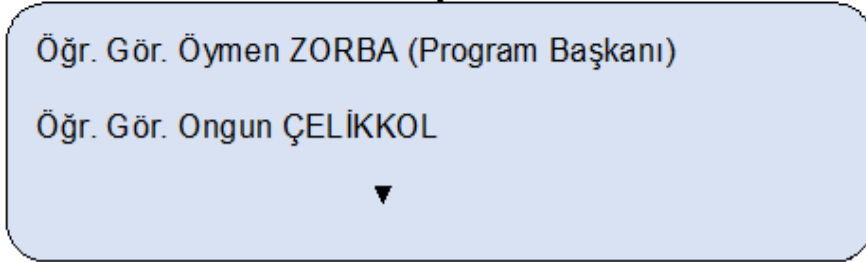 Öğr. Gör. Öymen ZORBA (Program Başkanı)
Öğr. Gör. Ongun ÇELİKKOL